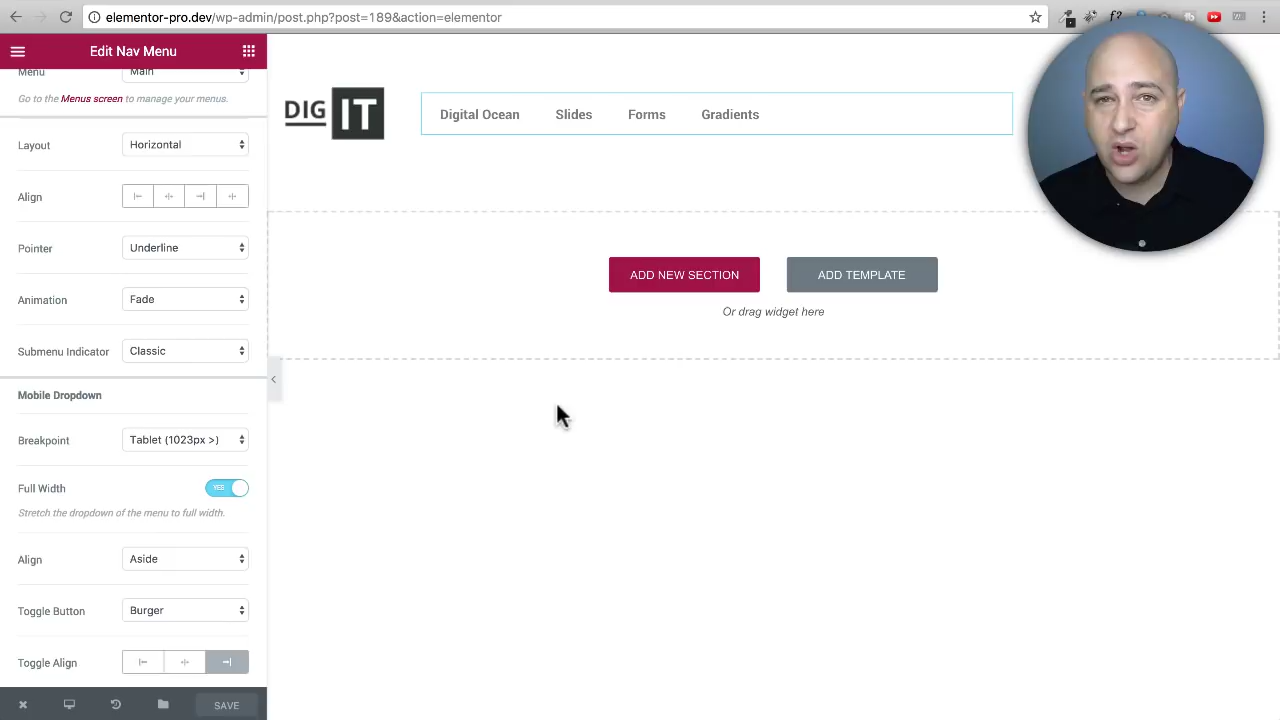 elementor-pro.dev/wp-admin/post.php?post=189&action=elementor
f?
Edit Nav Menu
Menu Main
Go to the Menus screen to manage your menus.
Layout Horizontal
Align
Pointer Underline
Animation Fade
Submenu Indicator Classic
Mobile Dropdown
Breakpoint Tablet (1023px >)
Full Width YES
Stretch the dropdown of the menu to full width.
Align Aside
Toggle Button Burger
Toggle Align
SAVE
DIG IT
Digital Ocean Slides Forms Gradients
ADD NEW SECTION ADD TEMPLATE
Or drag widget here